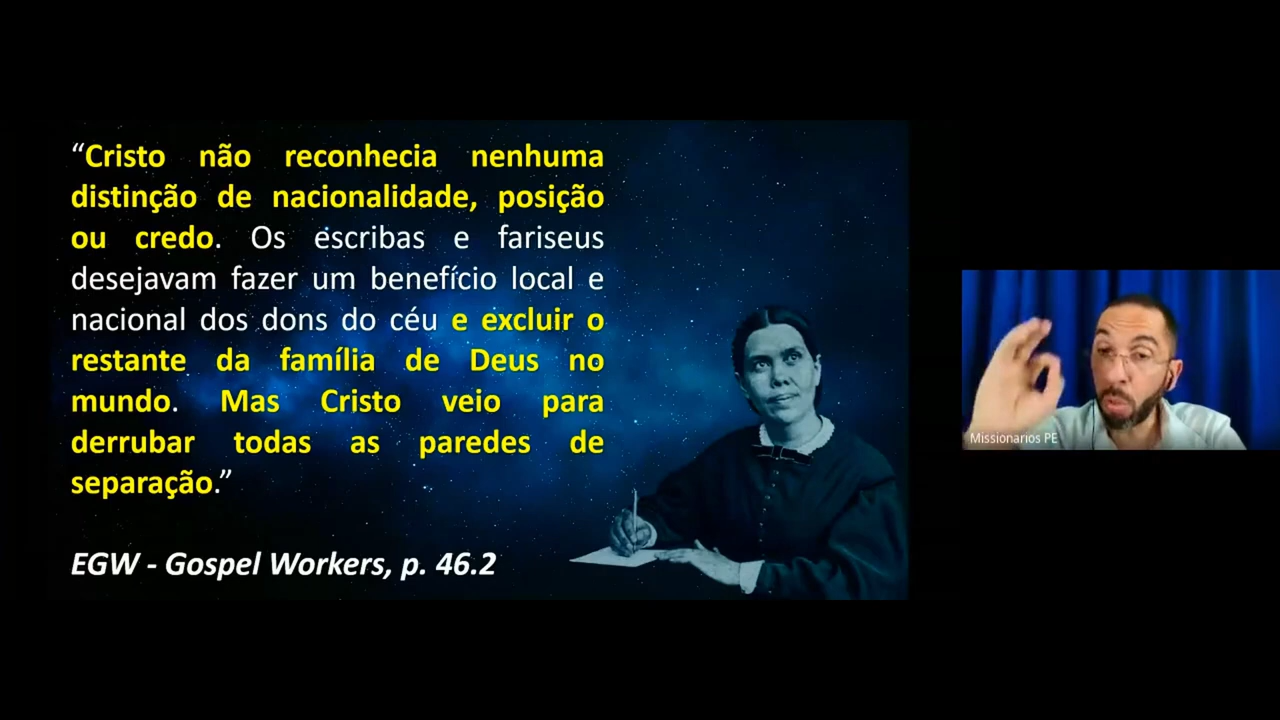 “Cristo não reconhecia nenhuma
distinção de nacionalidade, posição
ou credo. Os escribas e fariseus
desejavam fazer um benefício local e
nacional dos dons do céu e excluir o
restante da família de Deus no
mundo. Mas Cristo veio para
derrubar todas as paredes de
separação.”
EGW - Gospel Workers, p. 46.2
Missionarios PE